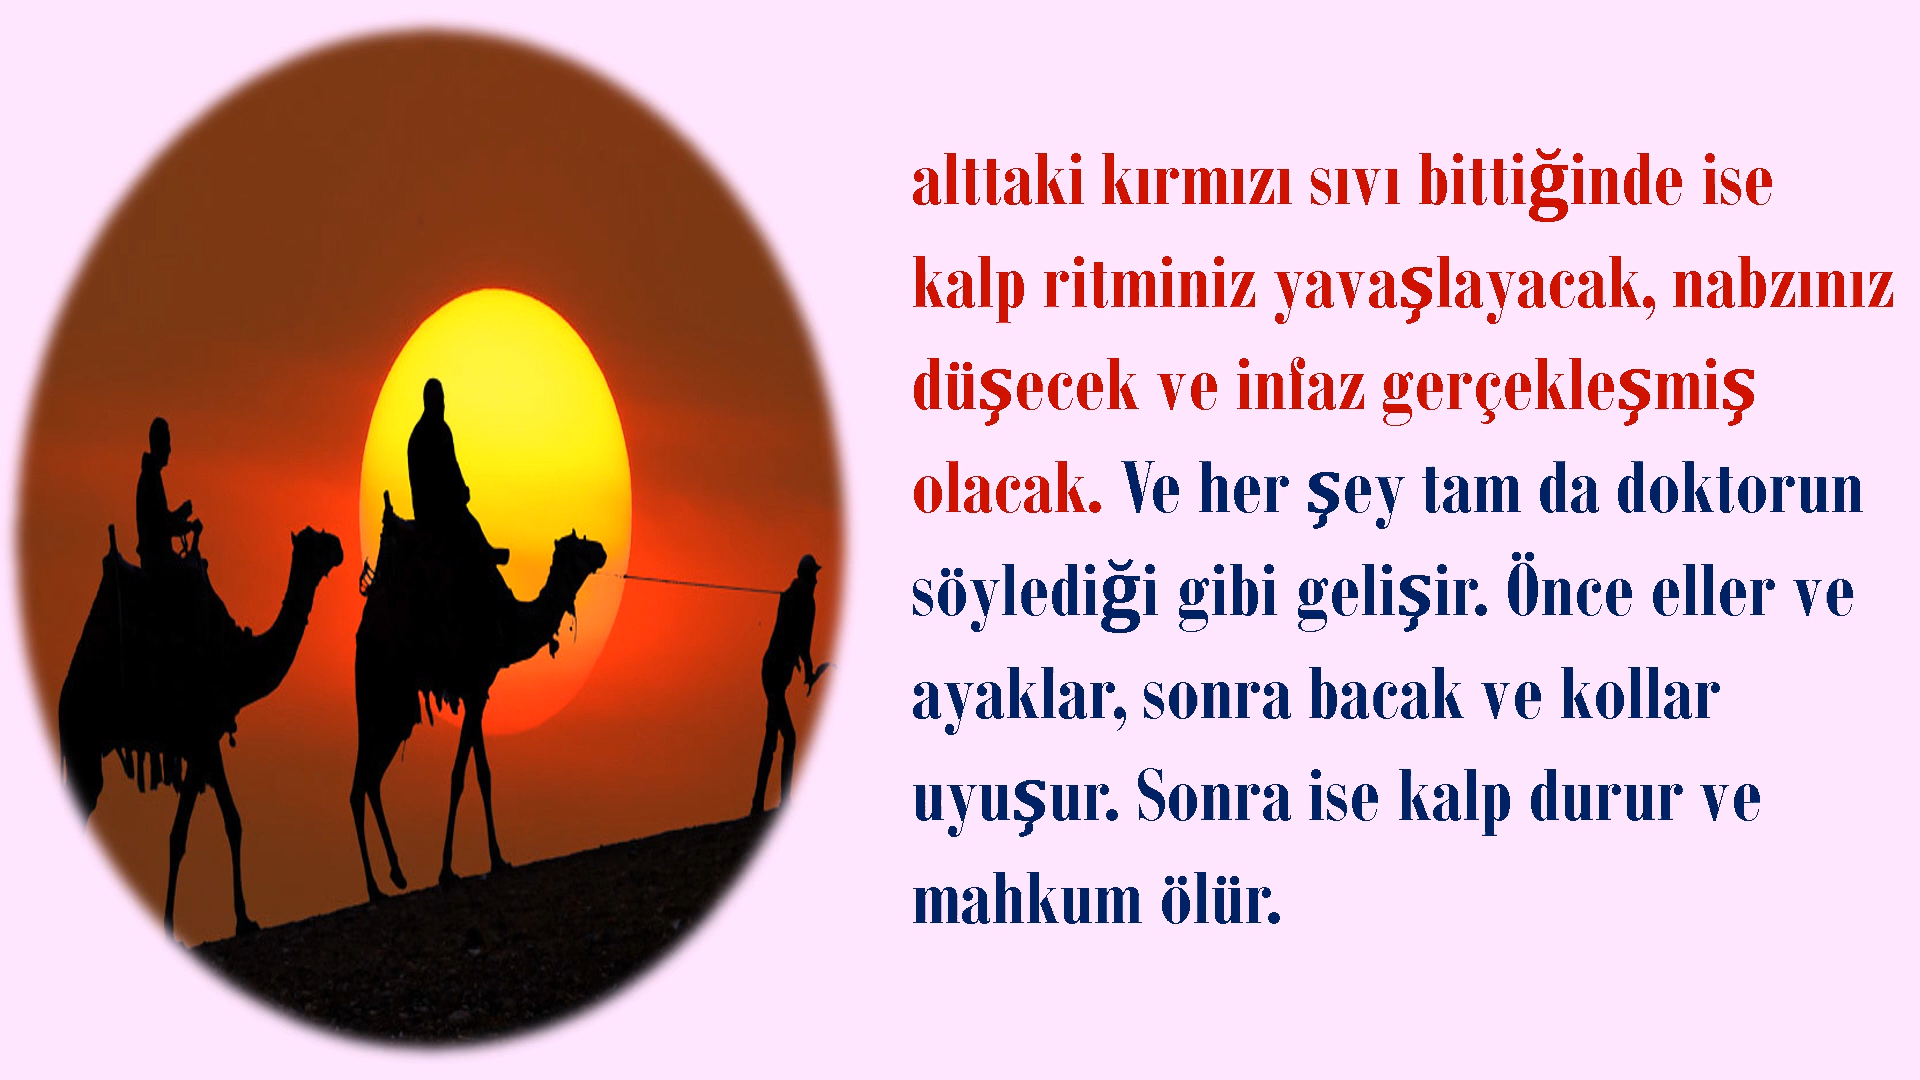 alttaki kırmızı sıvı bittiğinde ise
kalp ritminiz yavaşlayacak, nabzınız
düşecek ve infaz gerçekleşmiş
olacak. Ve her şey tam da doktorun
söylediği gibi gelişir. Önce eller ve
ayaklar, sonra bacak ve kollar
uyuşur. Sonra ise kalp durur ve
mahkum ölür.